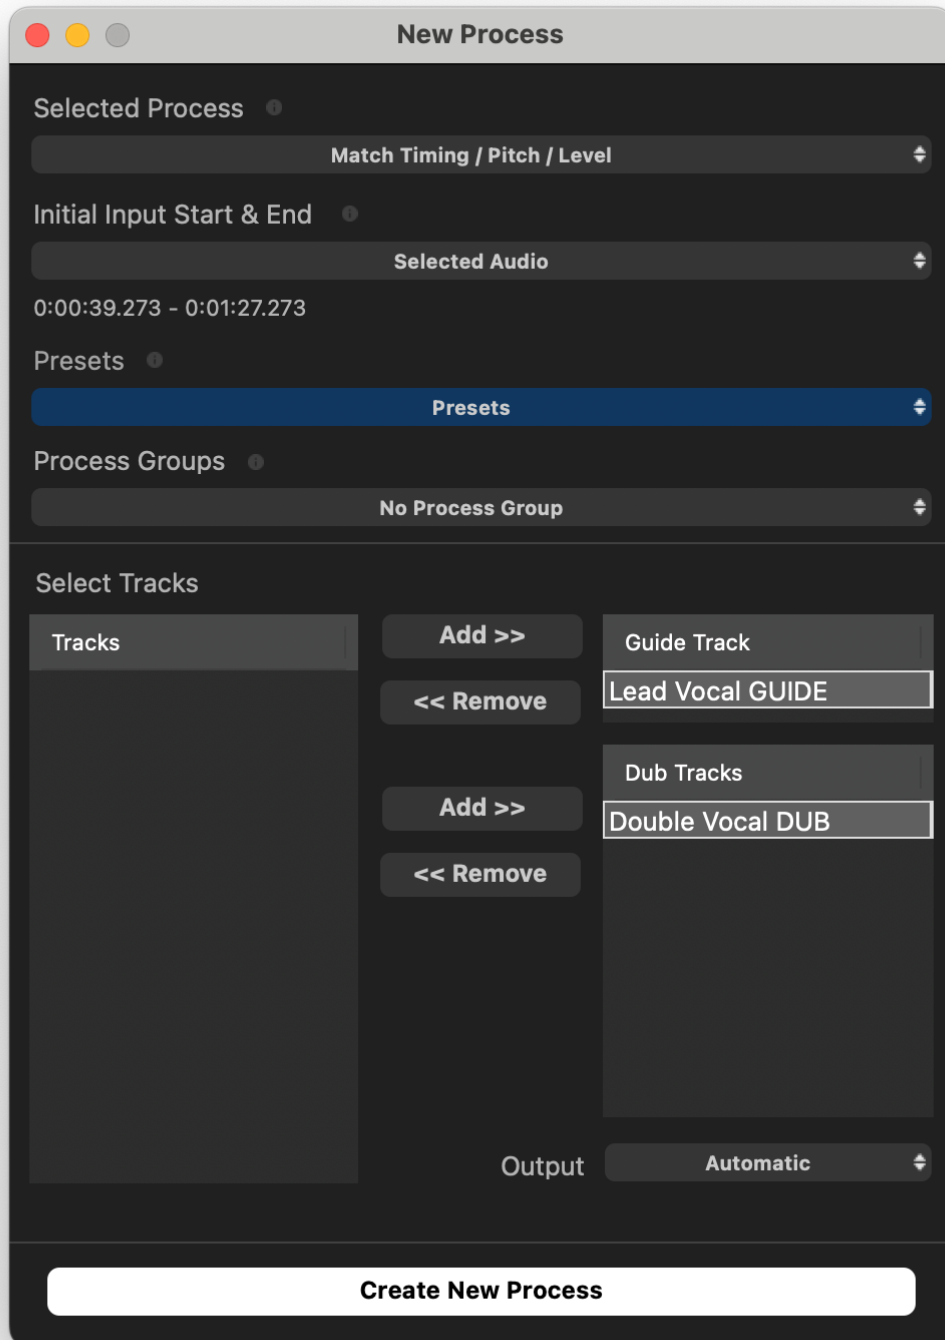 New Process
Selected Process
Match Timing / Pitch / Level
Initial Input Start & End
Selected Audio
0:00:39.273 - 0:01:27.273
Presets
Presets
Process Groups
No Process Group
Select Tracks
Tracks
Add >>
<< Remove
Guide Track
Lead Vocal GUIDE
Dub Tracks
Double Vocal DUB
Add >>
<< Remove
Output
Automatic
Create New Process